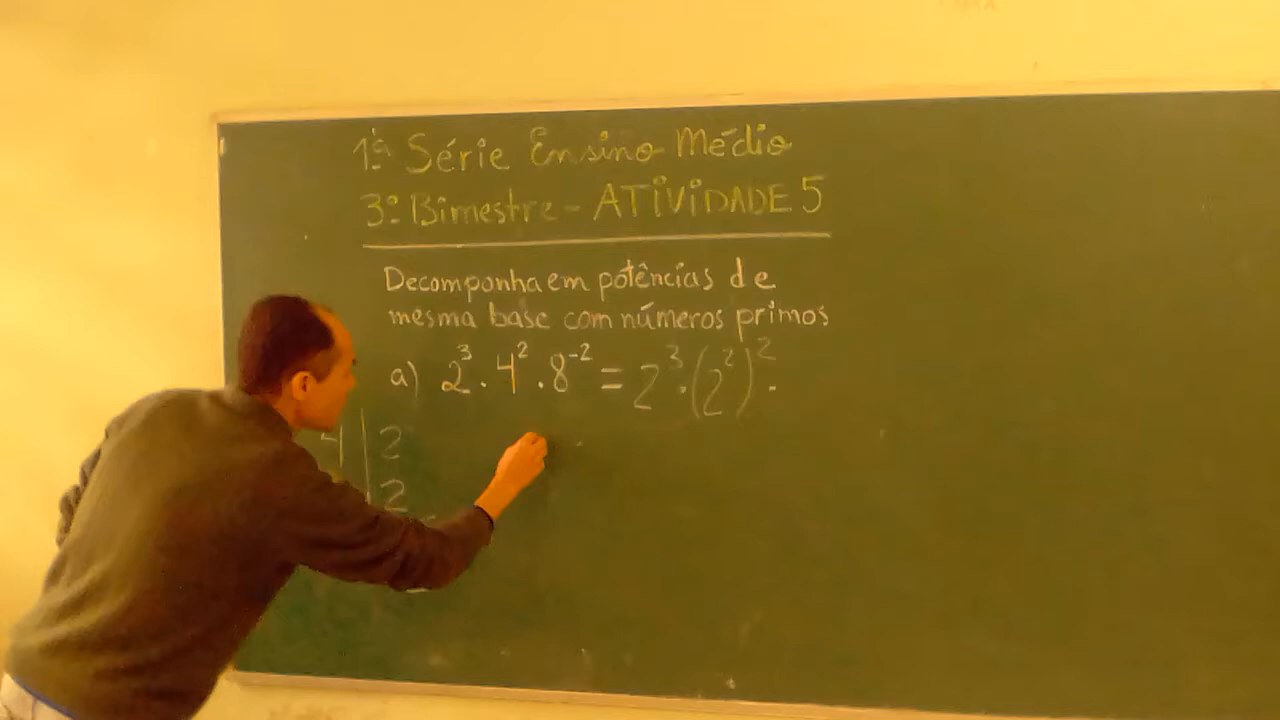 1ª Série Ensino Médio
3º Bimestre - ATIVIDADE 5
Decomponha em potências de
mesma base com números primos
a) 2³ . 4² . 8⁻² = 2³ . (2²)² .
4 | 2
2